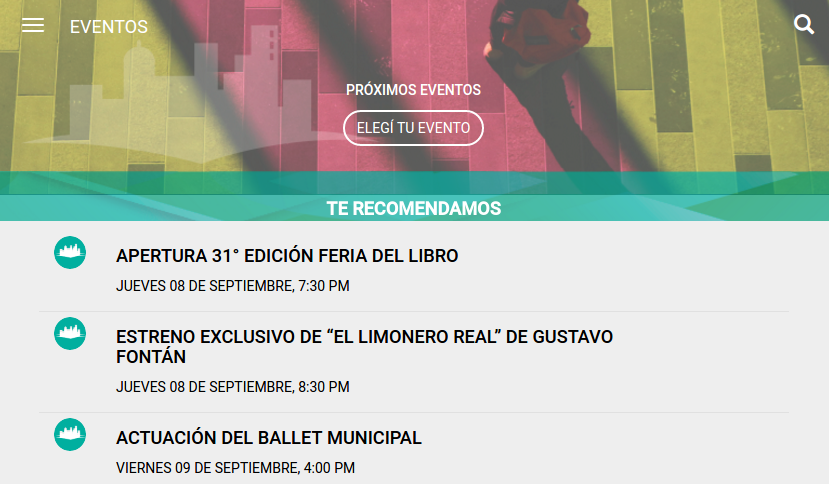 EVENTOS
PRÓXIMOS EVENTOS
ELEGÍ TU EVENTO
TE RECOMENDAMOS
APERTURA 31° EDICIÓN FERIA DEL LIBRO
JUEVES 08 DE SEPTIEMBRE, 7:30 PM
ESTRENO EXCLUSIVO DE “EL LIMONERO REAL” DE GUSTAVO
FONTÁN
JUEVES 08 DE SEPTIEMBRE, 8:30 PM
ACTUACIÓN DEL BALLET MUNICIPAL
VIERNES 09 DE SEPTIEMBRE, 4:00 PM